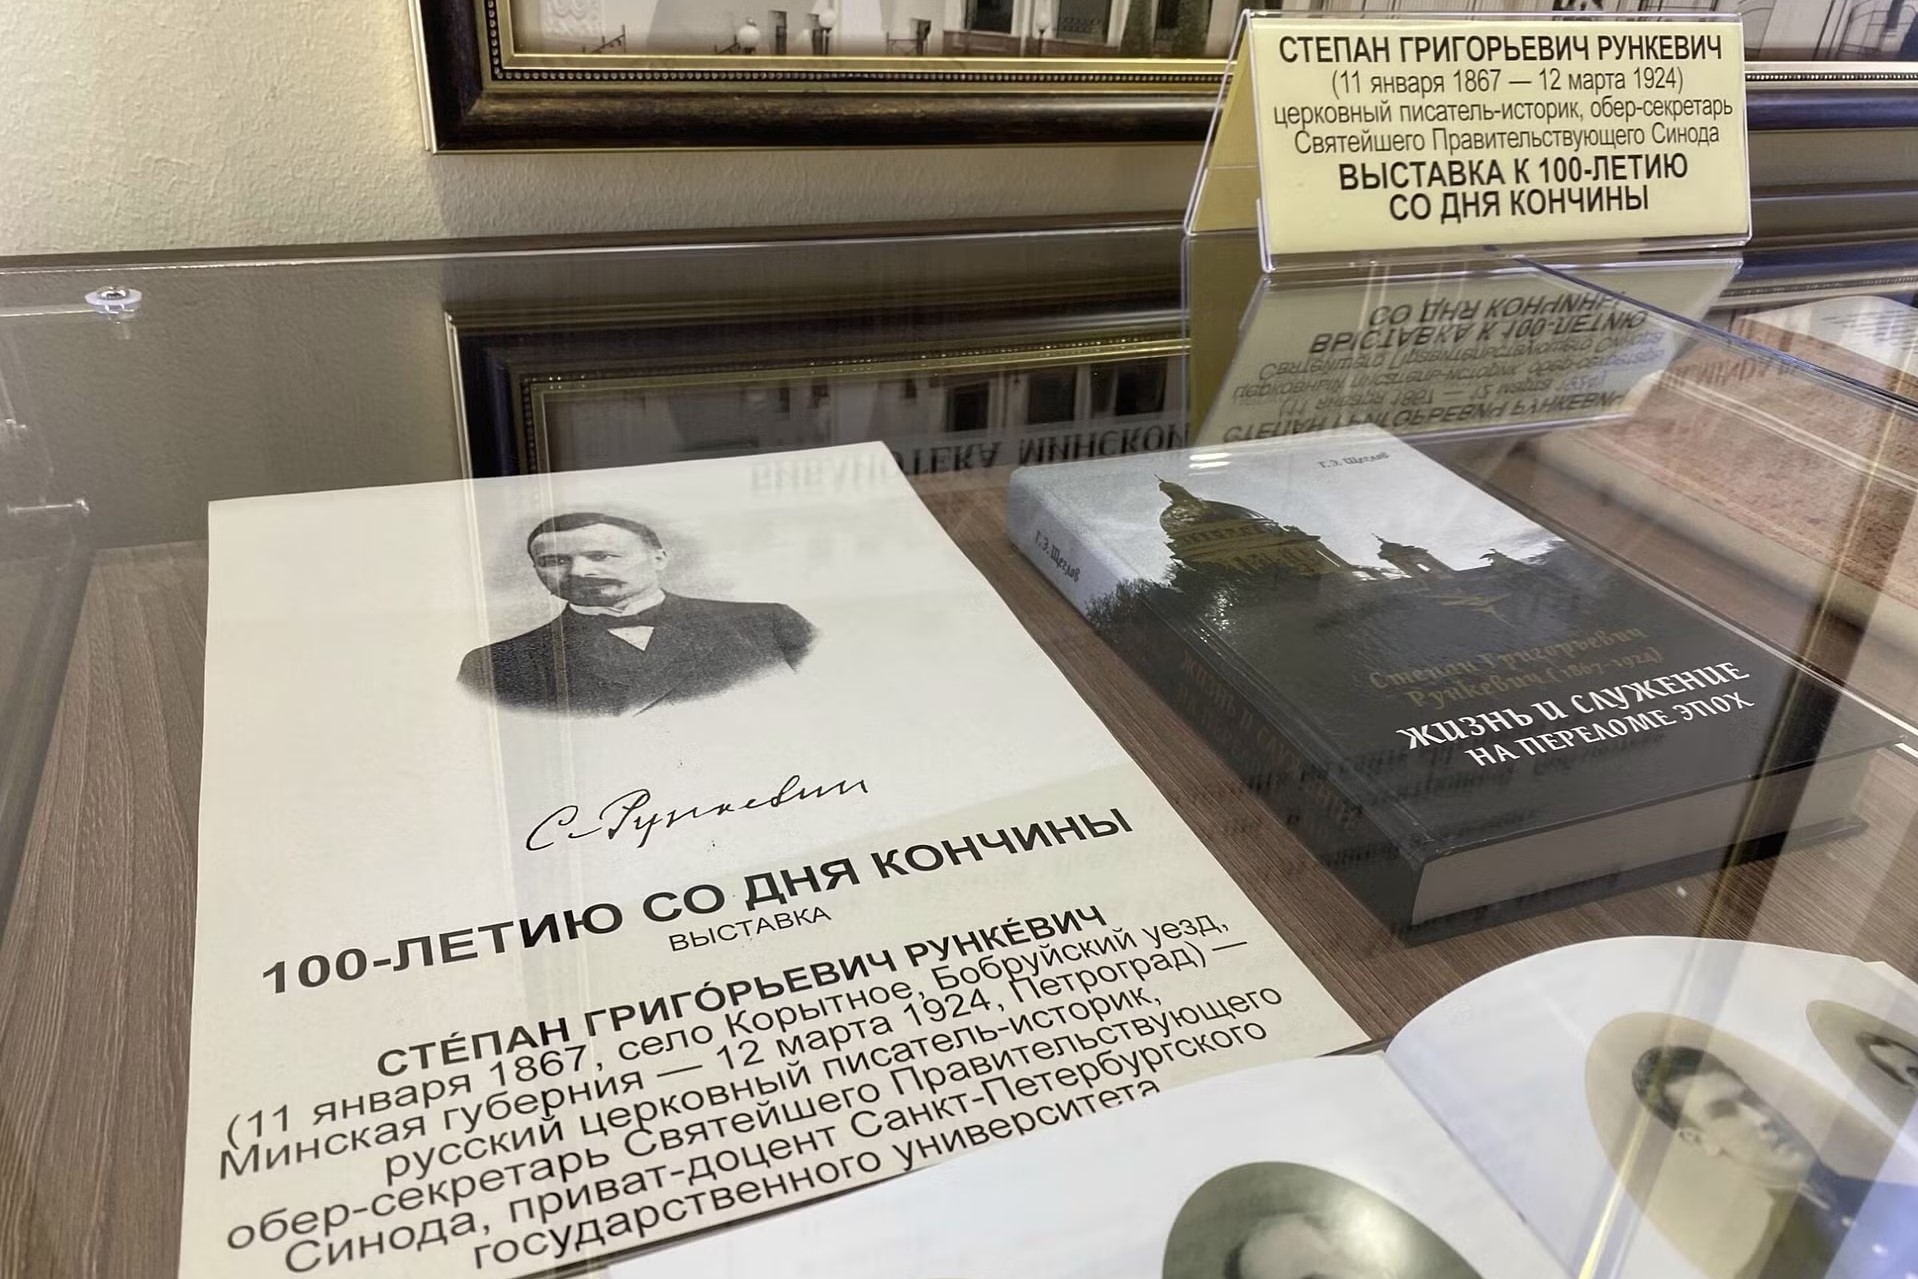 СТЕПАН ГРИГОРЬЕВИЧ РУНКЕВИЧ
(11 января 1867 — 12 марта 1924)
церковный писатель-историк, обер-секретарь
Святейшего Правительствующего Синода
ВЫСТАВКА К 100-ЛЕТИЮ
СО ДНЯ КОНЧИНЫ
БИБЛИОТЕКА МИНСКОЙ
С. Рункевич
100-ЛЕТИЮ СО ДНЯ КОНЧИНЫ
ВЫСТАВКА
СТЕ́ПАН ГРИГО́РЬЕВИЧ РУНКЕ́ВИЧ
(11 января 1867, село Корытное, Бобруйский уезд,
Минская губерния — 12 марта 1924, Петроград) —
русский церковный писатель-историк,
обер-секретарь Святейшего Правительствующего
Синода, приват-доцент Санкт-Петербургского
государственного университета
Г. Э. Щеглов
Г. Э. Щеглов
Степан Григорьевич
Рункевич (1867-1924)
ЖИЗНЬ И СЛУЖЕНИЕ
НА ПЕРЕЛОМЕ ЭПОХ